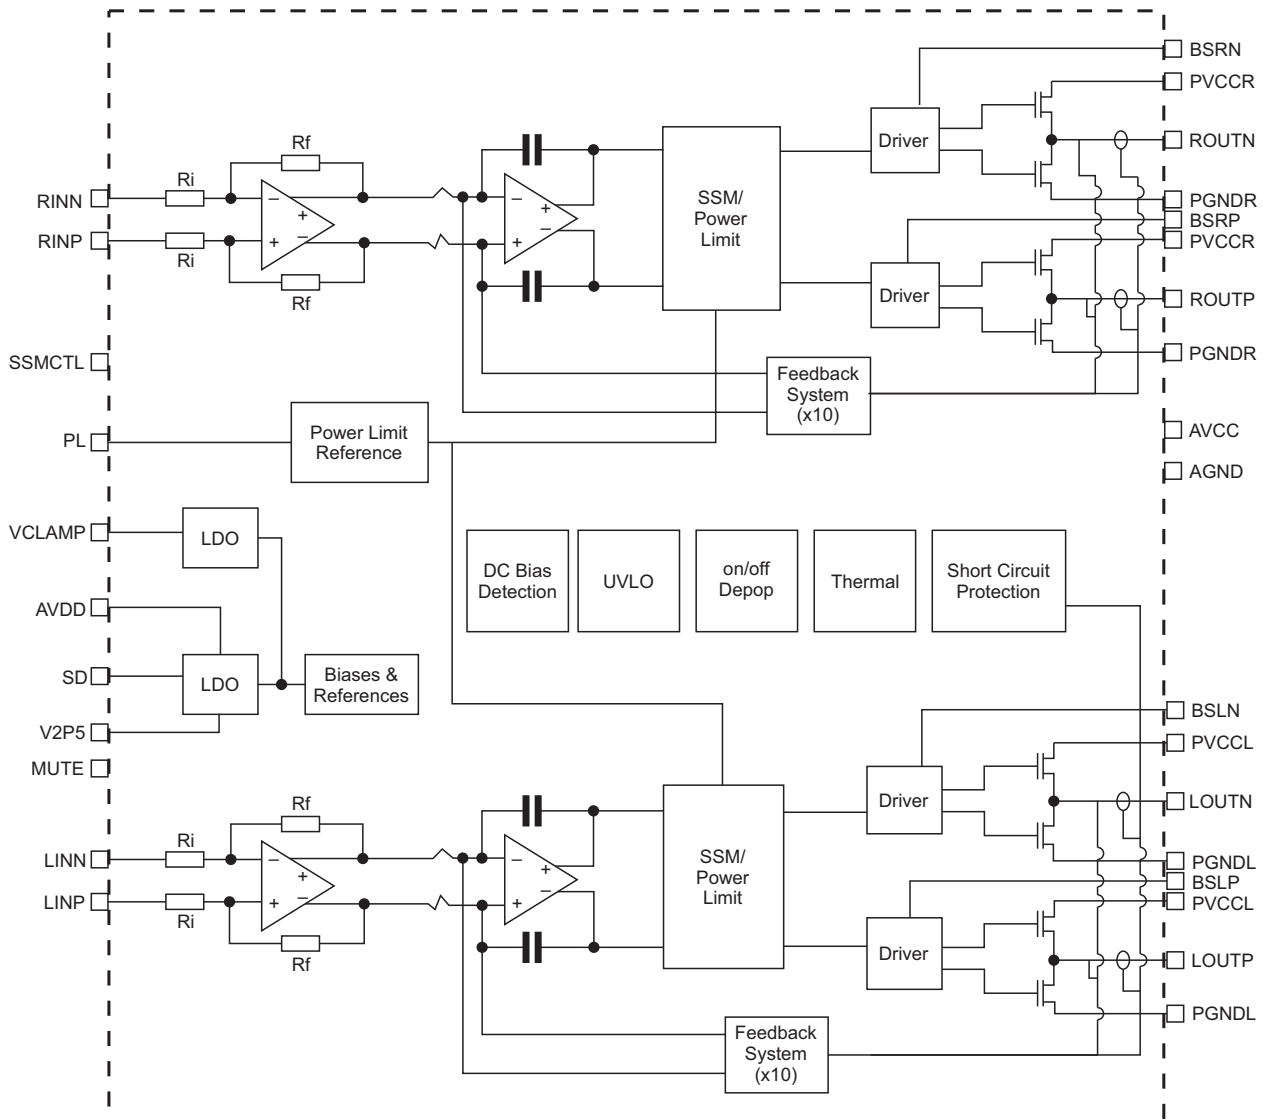 BSRN
PVCCR
Rf
Driver
ROUTN
Ri
RINN
−
+
−
+
SSM/
Power
Limit
PGNDR
BSRP
RINP
+
−
+
−
PVCCR
Ri
Rf
Driver
ROUTP
SSMCTL
PGNDR
Feedback
System
(x10)
PL
Power Limit
Reference
AVCC
AGND
VCLAMP
LDO
DC Bias
Detection
UVLO
on/off
Depop
Thermal
Short Circuit
Protection
AVDD
SD
LDO
Biases &
References
V2P5
MUTE
BSLN
PVCCL
Rf
Driver
LOUTN
Ri
LINN
−
+
−
+
SSM/
Power
Limit
PGNDL
BSLP
LINP
+
−
+
−
PVCCL
Ri
Rf
Driver
LOUTP
PGNDL
Feedback
System
(x10)